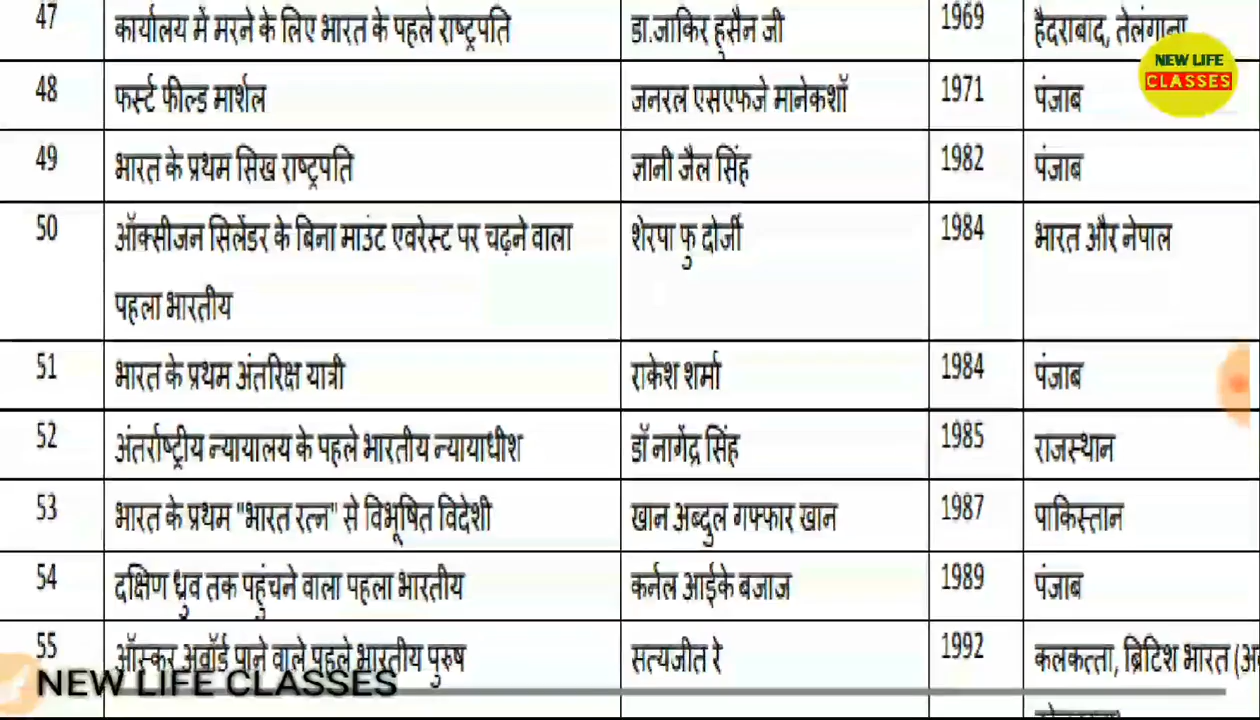 47 कार्यालय में मरने के लिए भारत के पहले राष्ट्रपति डा.जाकिर हुसैन जी 1969 हैदराबाद, तेलंगाना
NEW LIFE
CLASSES
48 फर्स्ट फील्ड मार्शल जनरल एसएफजे मानेकशॉ 1971 पंजाब
49 भारत के प्रथम सिख राष्ट्रपति ज्ञानी जैल सिंह 1982 पंजाब
50 ऑक्सीजन सिलेंडर के बिना माउंट एवरेस्ट पर चढ़ने वाला शेरपा फु दोर्जी 1984 भारत और नेपाल
पहला भारतीय
51 भारत के प्रथम अंतरिक्ष यात्री राकेश शर्मा 1984 पंजाब
52 अंतर्राष्ट्रीय न्यायालय के पहले भारतीय न्यायाधीश डॉ नागेंद्र सिंह 1985 राजस्थान
53 भारत के प्रथम "भारत रत्न" से विभूषित विदेशी खान अब्दुल गफ्फार खान 1987 पाकिस्तान
54 दक्षिण ध्रुव तक पहुंचने वाला पहला भारतीय कर्नल आईके बजाज 1989 पंजाब
55 ऑस्कर अवॉर्ड पाने वाले पहले भारतीय पुरुष सत्यजीत रे 1992 कलकत्ता, ब्रिटिश भारत
NEW LIFE CLASSES